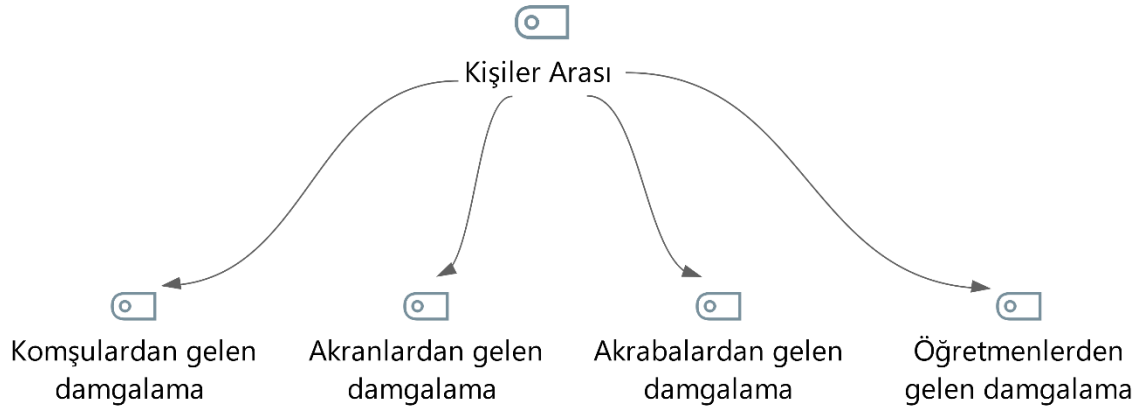 Kişiler Arası
Komşulardan gelen
damgalama
Akranlardan gelen
damgalama
Akrabalardan gelen
damgalama
Öğretmenlerden
gelen damgalama